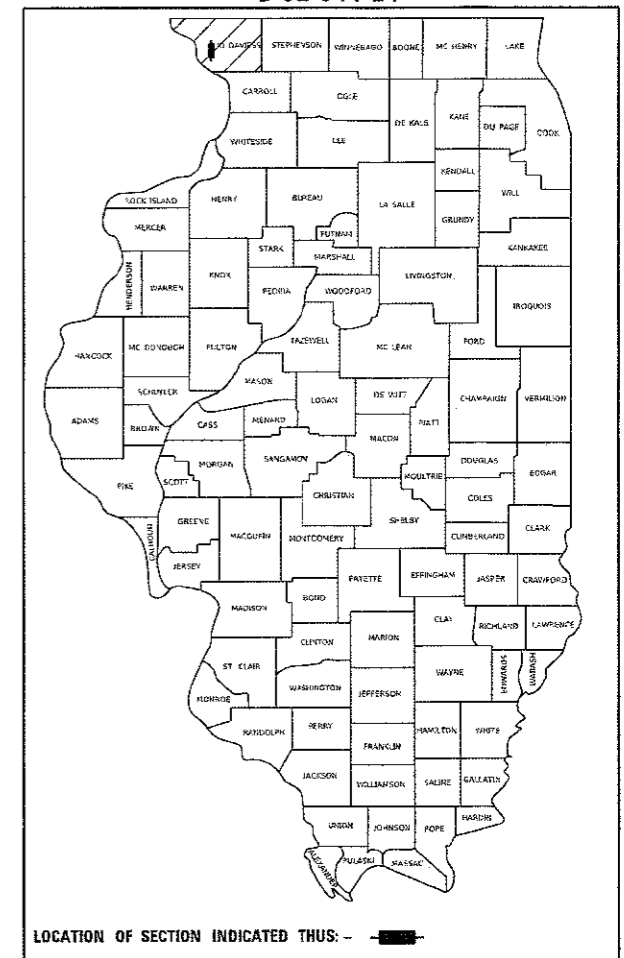 JO DAVIESS STEPHENSON WINNEBAGO BOONE MC HENRY LAKE
CARROLL OGLE
DE KALB KANE DU PAGE COOK
WHITESIDE LEE
KENDALL WILL
ROCK ISLAND HENRY BUREAU LA SALLE
MERCER PUTNAM GRUNDY
STARK MARSHALL KANKAKEE
HENDERSON WARREN KNOX PEORIA WOODFORD LIVINGSTON IROQUOIS
HANCOCK MC DONOUGH FULTON TAZEWELL MC LEAN FORD
MASON
SCHUYLER LOGAN DE WITT CHAMPAIGN VERMILION
ADAMS BROWN CASS MENARD PIATT
MACON
PIKE SCOTT MORGAN SANGAMON MOULTRIE DOUGLAS EDGAR
CHRISTIAN COLES
CALHOUN GREENE MACOUPIN MONTGOMERY SHELBY CUMBERLAND CLARK
JERSEY
FAYETTE EFFINGHAM JASPER CRAWFORD
MADISON BOND
CLAY RICHLAND LAWRENCE
CLINTON MARION
ST. CLAIR WAYNE EDWARDS WABASH
WASHINGTON JEFFERSON
MONROE
RANDOLPH PERRY HAMILTON WHITE
FRANKLIN
JACKSON WILLIAMSON SALINE GALLATIN
HARDIN
UNION JOHNSON POPE
ALEXANDER PULASKI MASSAC
LOCATION OF SECTION INDICATED THUS: -